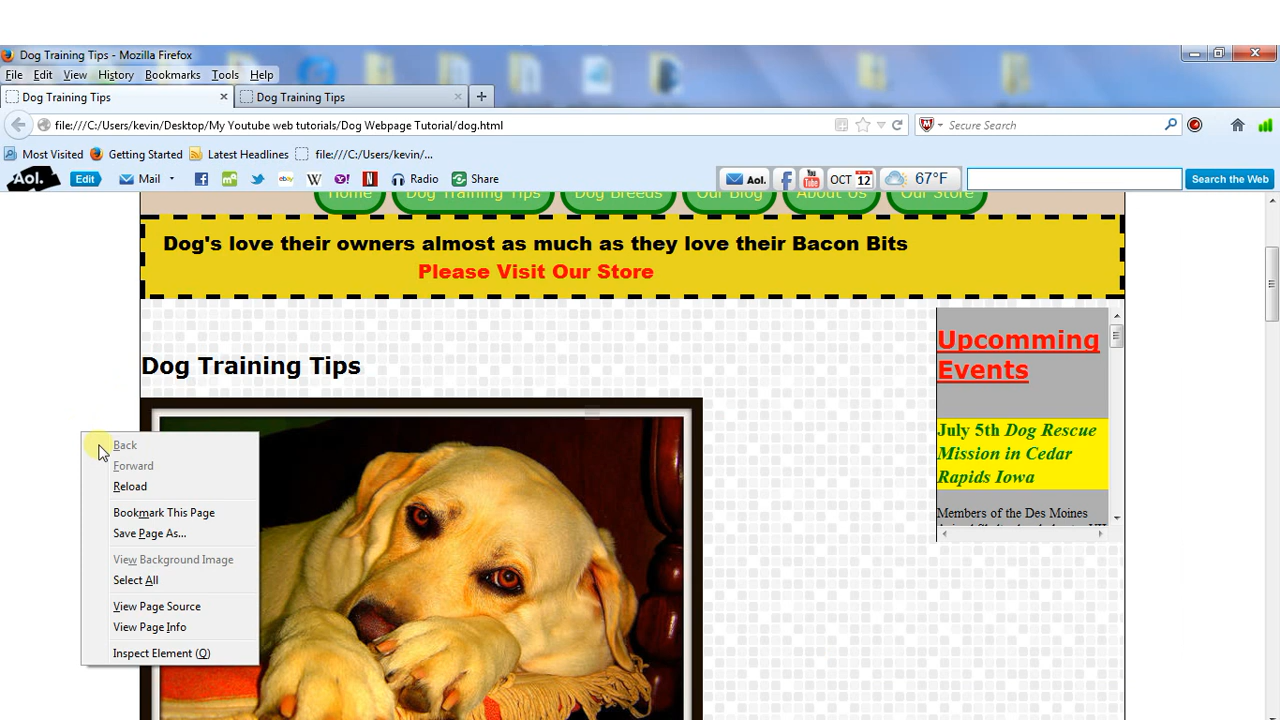 Dog Training Tips - Mozilla Firefox
File Edit View History Bookmarks Tools Help
Dog Training Tips Dog Training Tips
file:///C:/Users/kevin/Desktop/My Youtube web tutorials/Dog Webpage Tutorial/dog.html Secure Search
Most Visited Getting Started Latest Headlines file:///C:/Users/kevin/...
Aol. Edit Mail f m Y! W N ebay Radio Share Aol. f You Tube OCT 12 67°F Search the Web
Home Dog Training Tips Dog Breeds Our Blog About Us Our Store
Dog's love their owners almost as much as they love their Bacon Bits
Please Visit Our Store
Dog Training Tips
Upcomming
Events
July 5th Dog Rescue
Mission in Cedar
Rapids Iowa
Members of the Des Moines
Back
Forward
Reload
Bookmark This Page
Save Page As...
View Background Image
Select All
View Page Source
View Page Info
Inspect Element (Q)